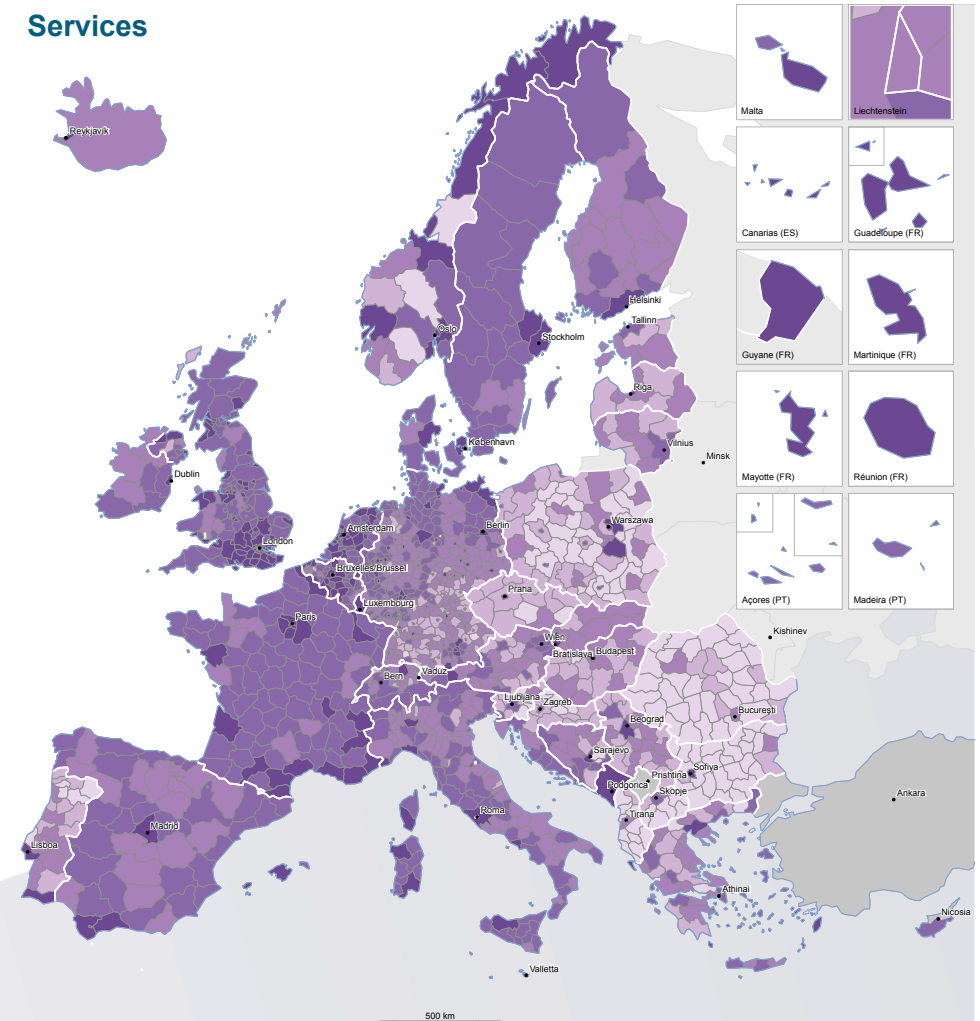 Services
Malta
Liechtenstein
Canarias (ES)
Guadeloupe (FR)
Guyane (FR)
Martinique (FR)
Mayotte (FR)
Réunion (FR)
Açores (PT)
Madeira (PT)
Reykjavik
Helsinki
Tallinn
Oslo
Stockholm
Riga
København
Vilnius
Minsk
Dublin
Amsterdam
Berlin
Warszawa
London
Bruxelles/Brussel
Praha
Luxembourg
Paris
Kishinev
Wien
Bratislava
Budapest
Bern
Vaduz
Ljubljana
Zagreb
Bucureşti
Beograd
Sarajevo
Prishtina
Sofiya
Podgorica
Skopje
Ankara
Roma
Tirana
Madrid
Lisboa
Athinai
Nicosia
Valletta
500 km